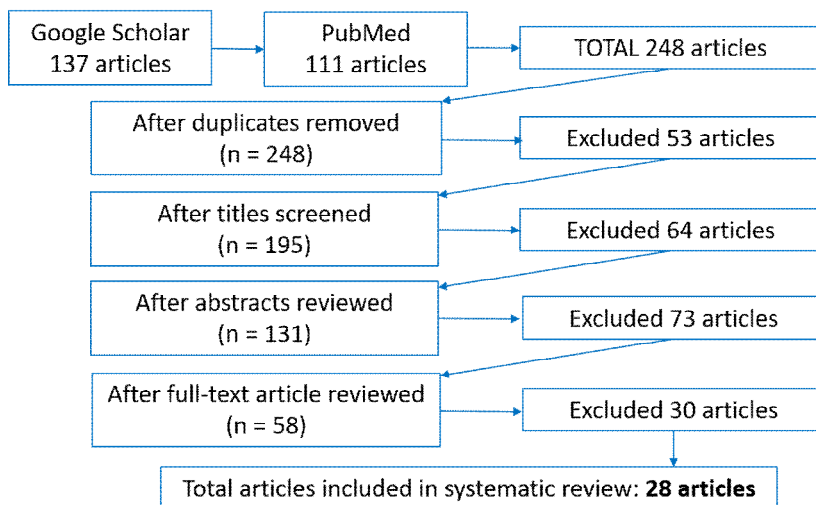 Google Scholar
137 articles
PubMed
111 articles
TOTAL 248 articles
After duplicates removed
(n = 248)
Excluded 53 articles
After titles screened
(n = 195)
Excluded 64 articles
After abstracts reviewed
(n = 131)
Excluded 73 articles
After full-text article reviewed
(n = 58)
Excluded 30 articles
Total articles included in systematic review: 28 articles